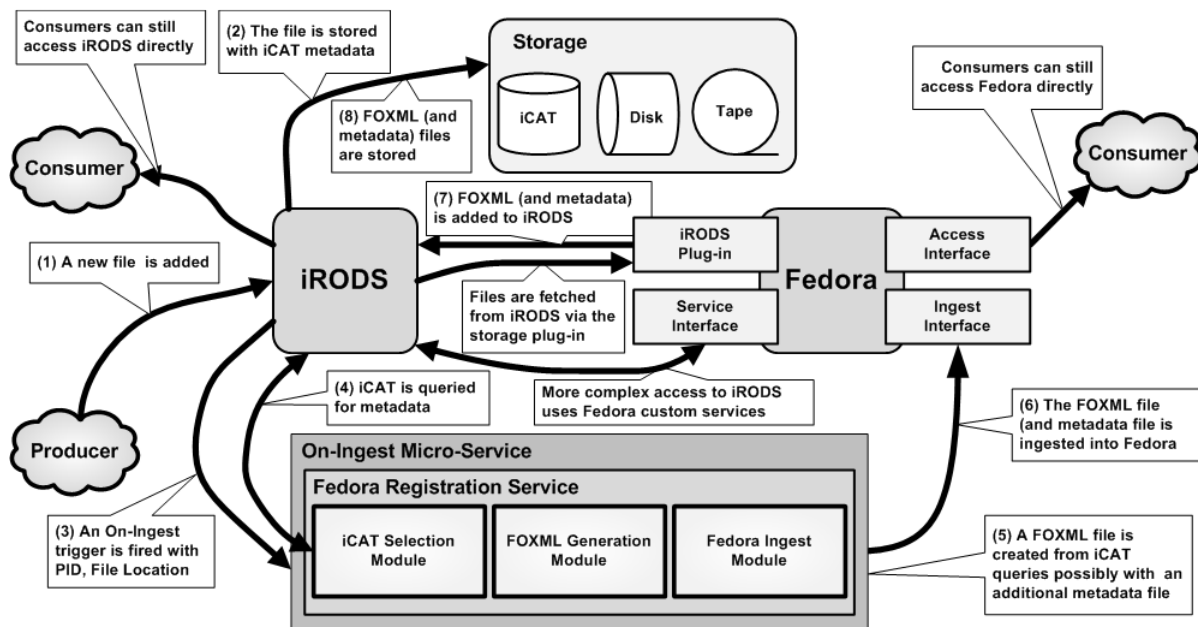 Consumers can still
access iRODS directly
(2) The file is stored
with iCAT metadata
Storage
iCAT
Disk
Tape
(8) FOXML (and
metadata) files
are stored
Consumers can still
access Fedora directly
Consumer
Consumer
(7) FOXML (and metadata)
is added to iRODS
iRODS
Plug-in
Access
Interface
(1) A new file is added
iRODS
Fedora
Files are fetched
from iRODS via the
storage plug-in
Service
Interface
Ingest
Interface
(4) iCAT is queried
for metadata
More complex access to iRODS
uses Fedora custom services
(6) The FOXML file
(and metadata file is
ingested into Fedora
Producer
On-Ingest Micro-Service
Fedora Registration Service
(3) An On-Ingest
trigger is fired with
PID, File Location
iCAT Selection
Module
FOXML Generation
Module
Fedora Ingest
Module
(5) A FOXML file is
created from iCAT
queries possibly with an
additional metadata file